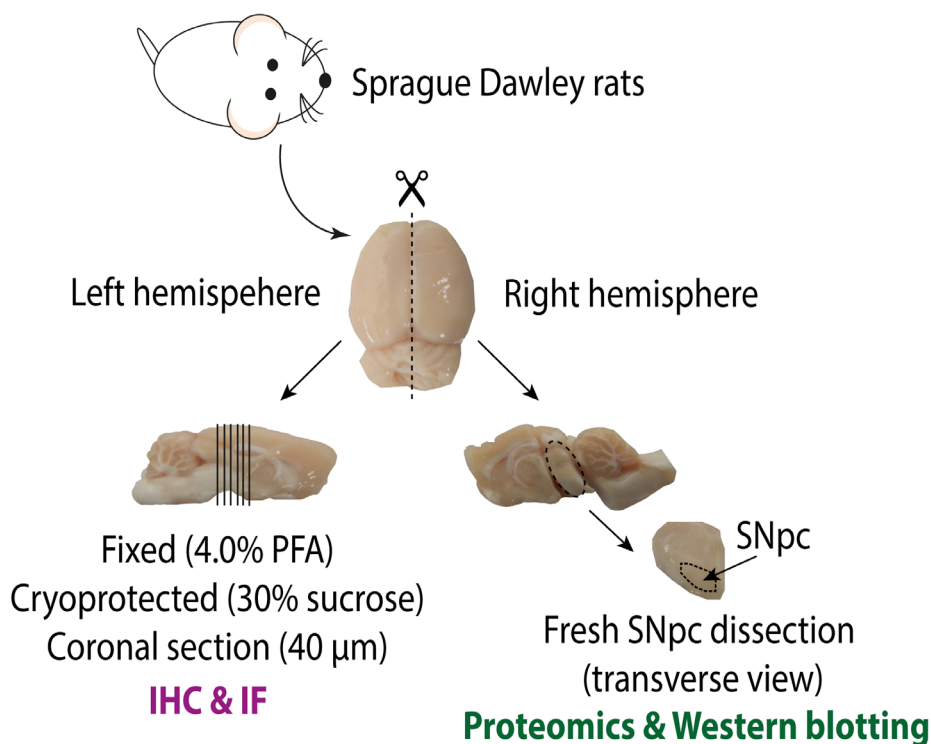 Sprague Dawley rats
Left hemispehere
Right hemisphere
SNpc
Fixed (4.0% PFA)
Cryoprotected (30% sucrose)
Coronal section (40 μm)
IHC & IF
Fresh SNpc dissection
(transverse view)
Proteomics & Western blotting